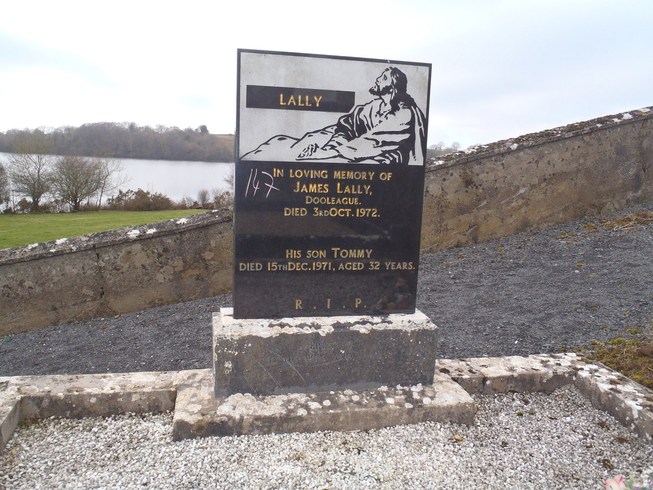 LALLY
147
IN LOVING MEMORY OF
JAMES LALLY,
DOOLEAGUE.
DIED 3RD OCT. 1972.
HIS SON TOMMY
DIED 15TH DEC. 1971, AGED 32 YEARS.
R. I. P.